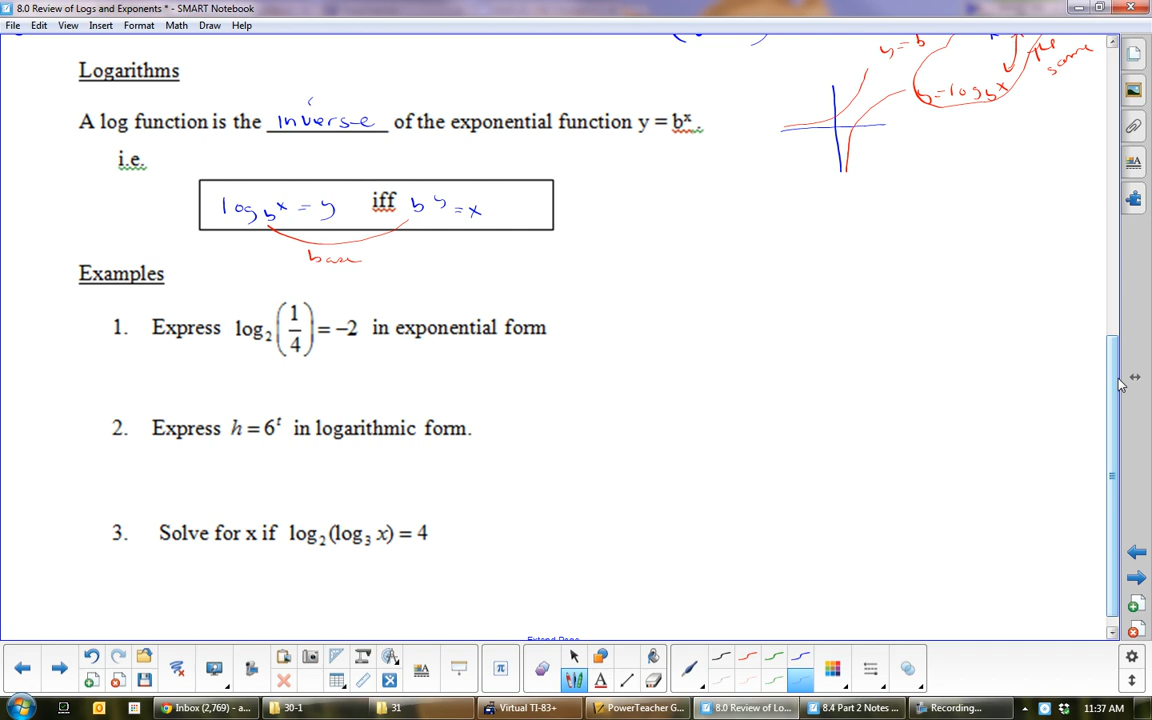 8.0 Review of Logs and Exponents * - SMART Notebook
File Edit View Insert Format Math Draw Help
y = b
the same
y = log_b x
Logarithms
A log function is the inverse of the exponential function y = bˣ.
i.e.
log_b x = y iff b^y = x
base
Examples
1. Express log₂(1/4) = −2 in exponential form
2. Express h = 6ᵗ in logarithmic form.
3. Solve for x if log₂(log₃ x) = 4
Extend Page
Inbox (2,769) - a... 30-1 31 Virtual TI-83+ PowerTeacher G... 8.0 Review of Lo... 8.4 Part 2 Notes ... Recording... 11:37 AM